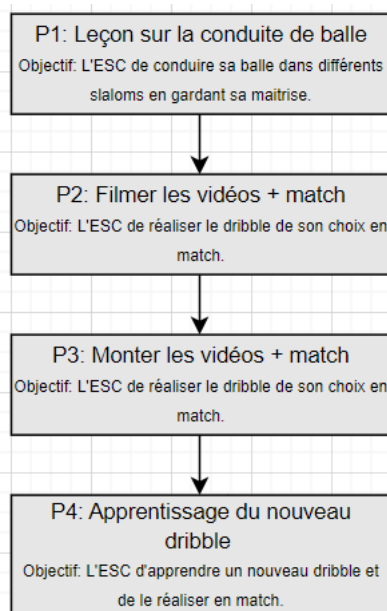 P1: Leçon sur la conduite de balle
Objectif: L'ESC de conduire sa balle dans différents
slaloms en gardant sa maitrise.
P2: Filmer les vidéos + match
Objectif: L'ESC de réaliser le dribble de son choix en
match.
P3: Monter les vidéos + match
Objectif: L'ESC de réaliser le dribble de son choix en
match.
P4: Apprentissage du nouveau
dribble
Objectif: L'ESC d'apprendre un nouveau dribble et
de le réaliser en match.